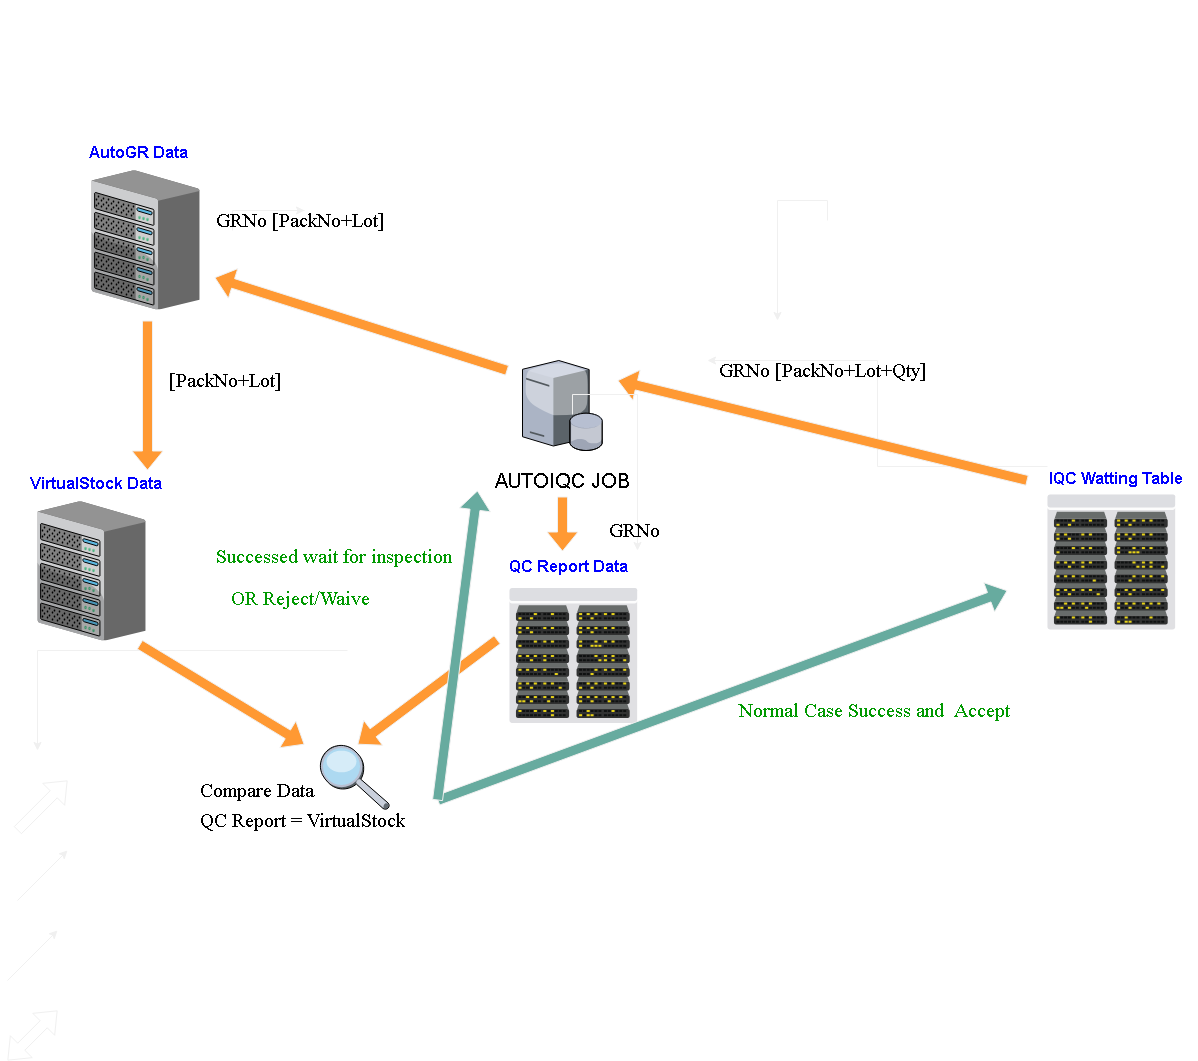 AutoGR Data
GRNo [PackNo+Lot]
[PackNo+Lot]
GRNo [PackNo+Lot+Qty]
VirtualStock Data
AUTOIQC JOB
IQC Watting Table
GRNo
Successed wait for inspection
QC Report Data
OR Reject/Waive
Normal Case Success and  Accept
Compare Data
QC Report = VirtualStock